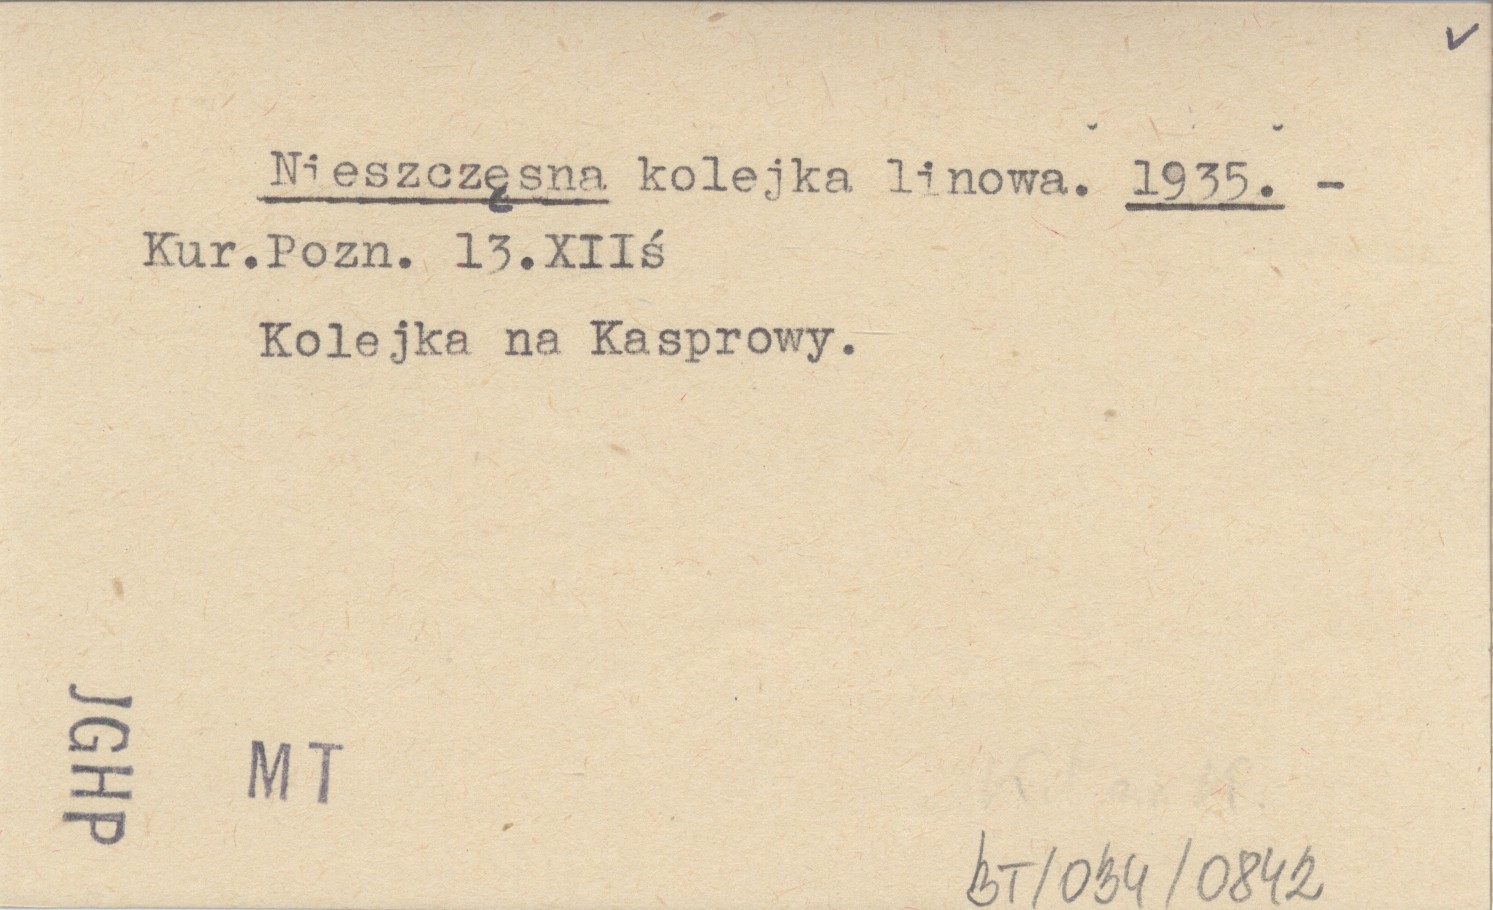 Nieszczęsna kolejka linowa. 1935. -
Kur.Pozn. 13.XIIś
Kolejka na Kasprowy.
JGHP
MT
BT/034/0842